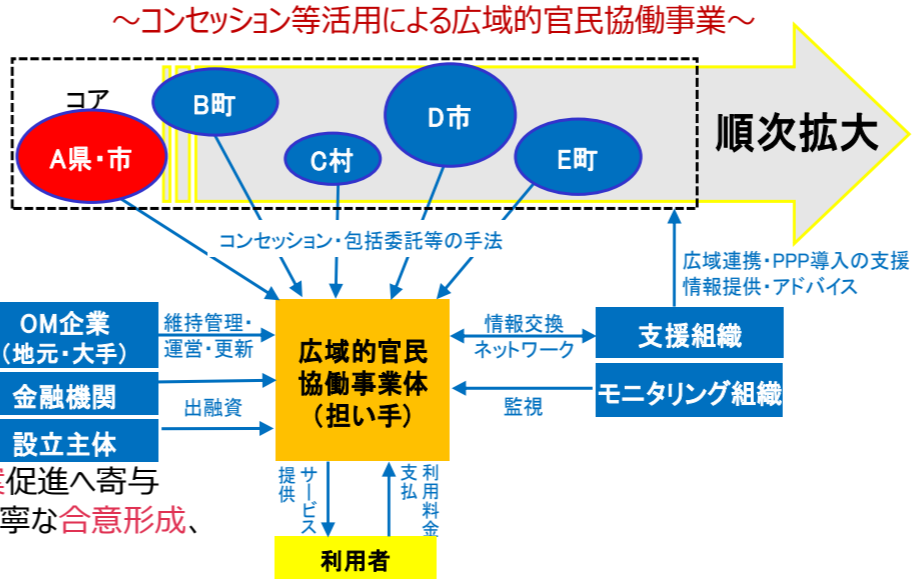 ～コンセッション等活用による広域的官民協働事業～
コア
A県・市
B町
C村
D市
E町
順次拡大
コンセッション・包括委託等の手法
広域連携・PPP導入の支援
情報提供・アドバイス
OM企業
（地元・大手）
金融機関
設立主体
維持管理・
運営・更新
出融資
広域的官民
協働事業体
（担い手）
情報交換
ネットワーク
監視
支援組織
モニタリング組織
促進へ寄与
寧な合意形成、
サービス
提供
利用料金
支払
利用者